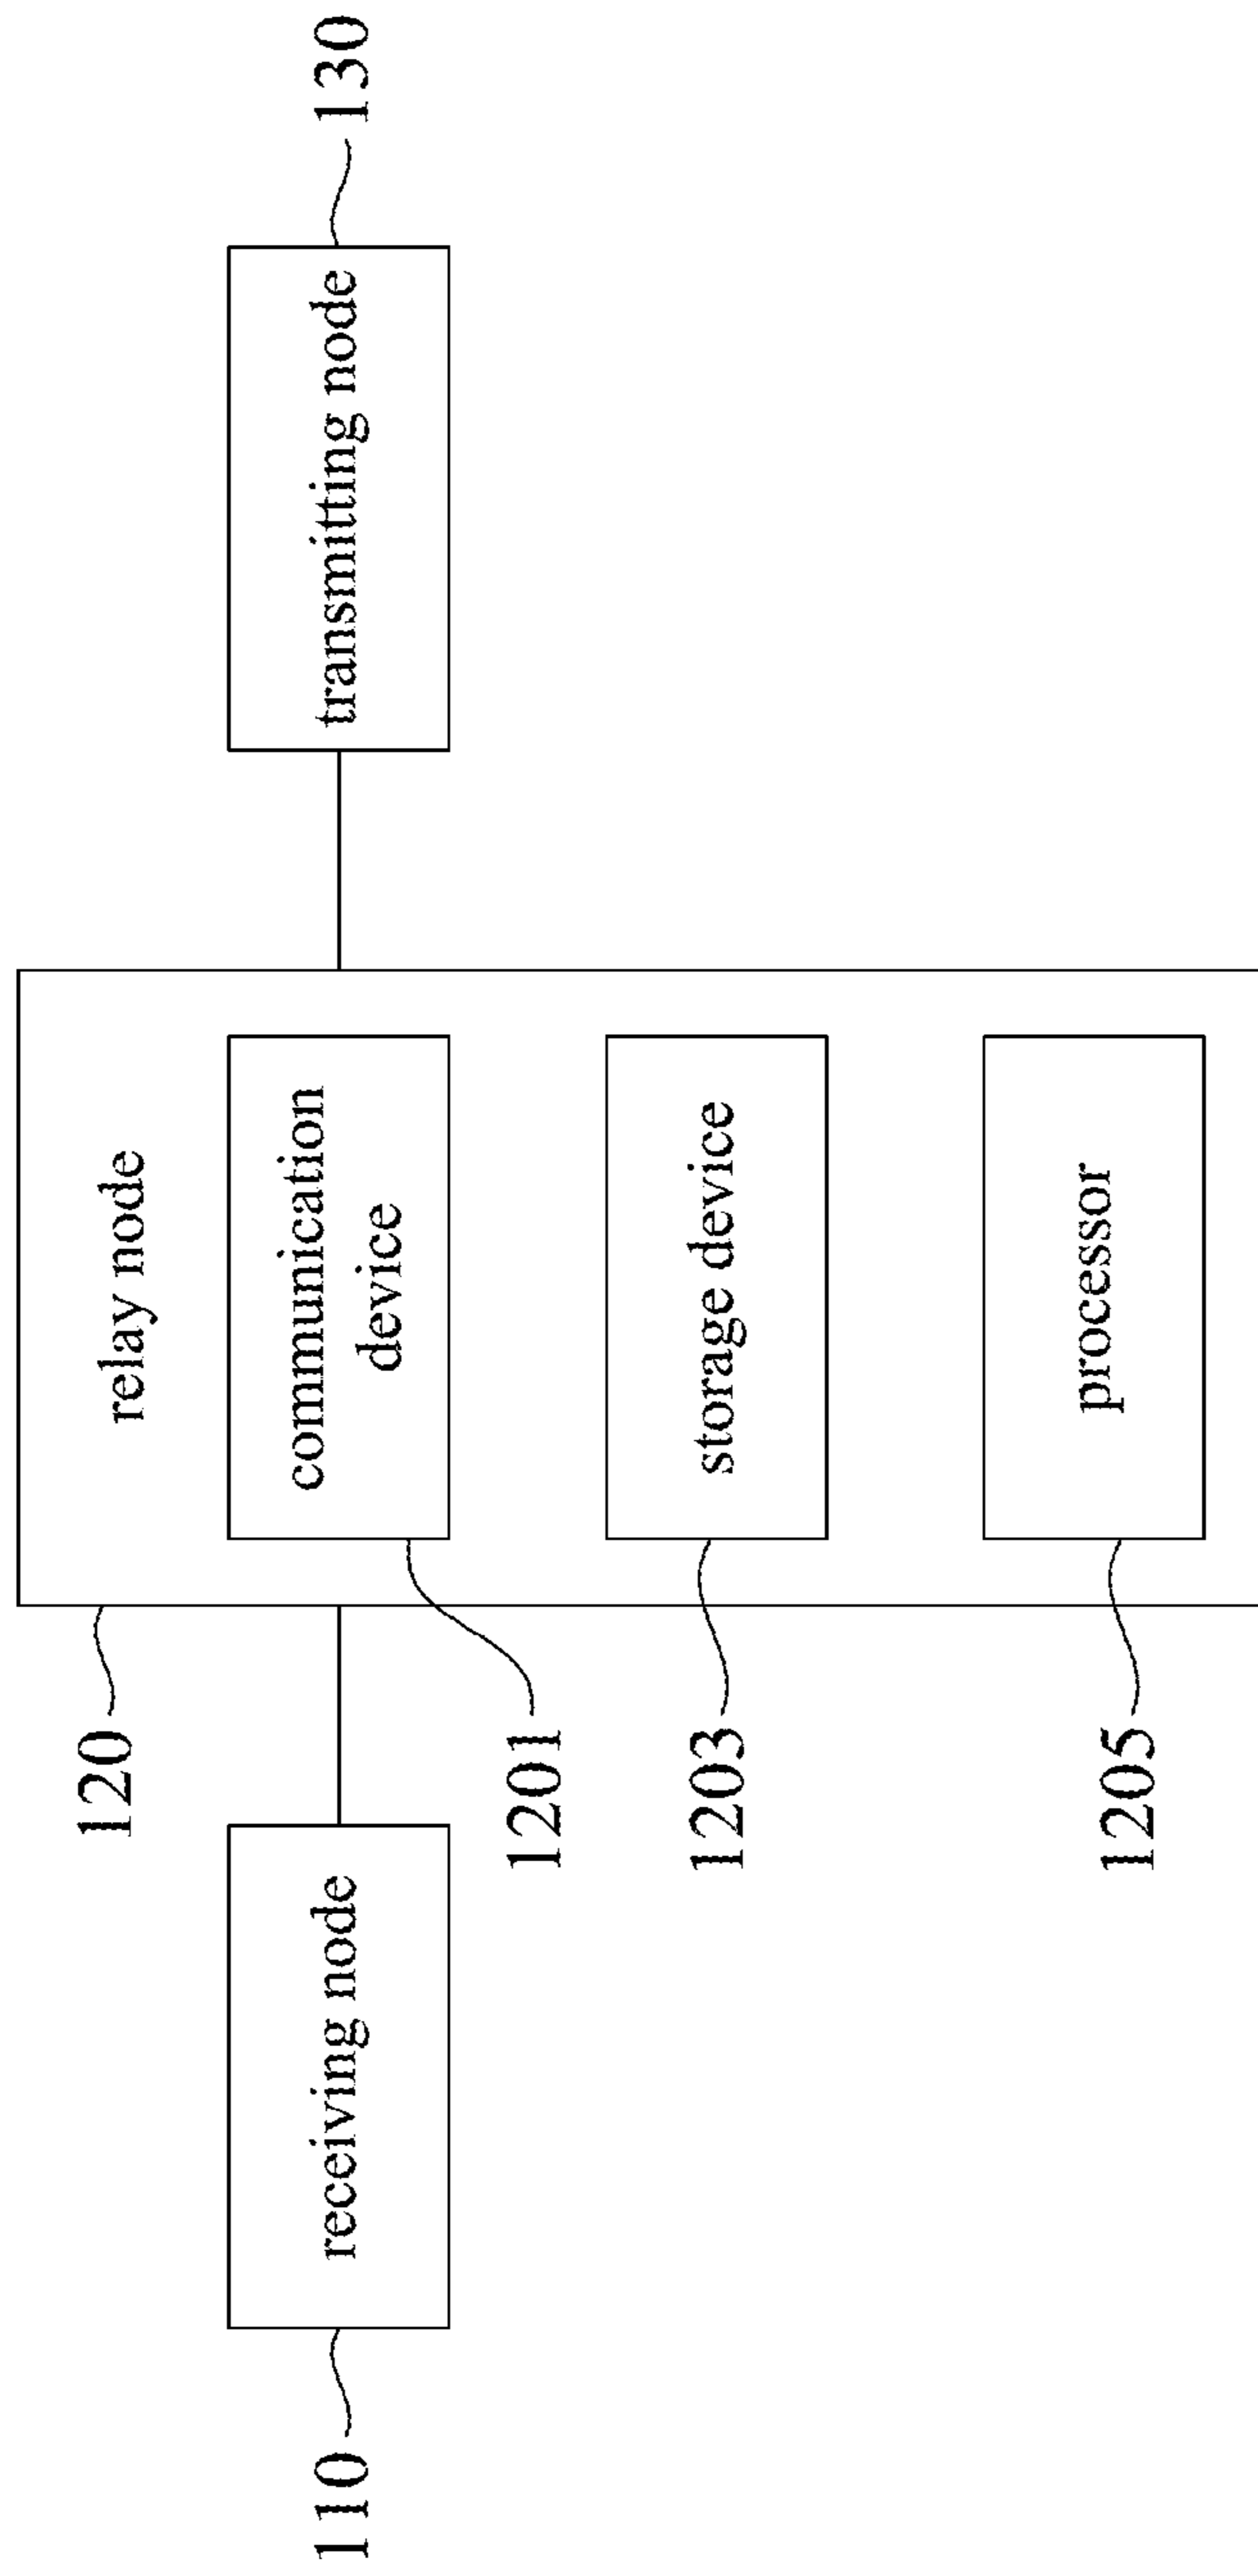 120
relay node
110
receiving node
communication
device
transmitting node
130
1201
storage device
1203
processor
1205